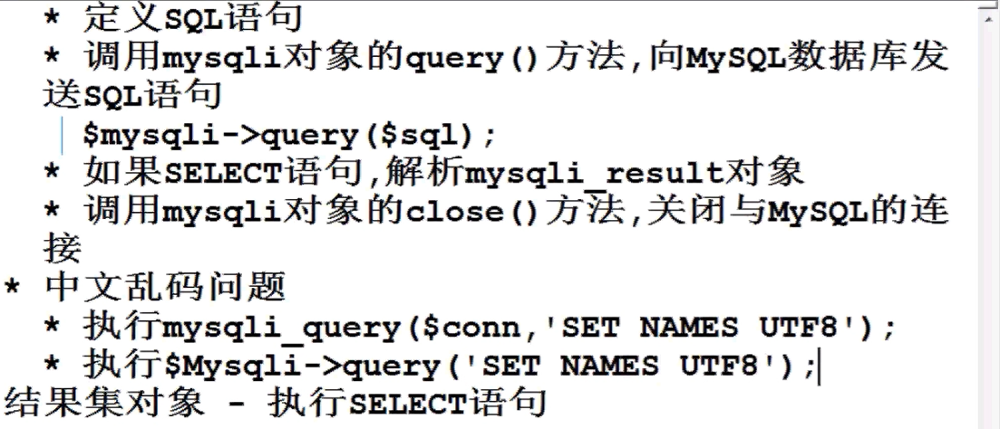 * 定义SQL语句
* 调用mysqli对象的query()方法,向MySQL数据库发
送SQL语句
$mysqli->query($sql);
* 如果SELECT语句,解析mysqli_result对象
* 调用mysqli对象的close()方法,关闭与MySQL的连
接
* 中文乱码问题
* 执行mysqli_query($conn,'SET NAMES UTF8');
* 执行$Mysqli->query('SET NAMES UTF8');
结果集对象 - 执行SELECT语句